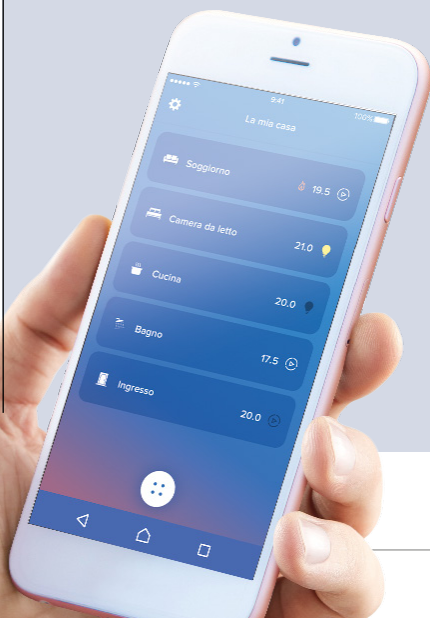 9:41
100%
La mia casa
Soggiorno 19.5
Camera da letto 21.0
Cucina 20.0
Bagno 17.5
Ingresso 20.0